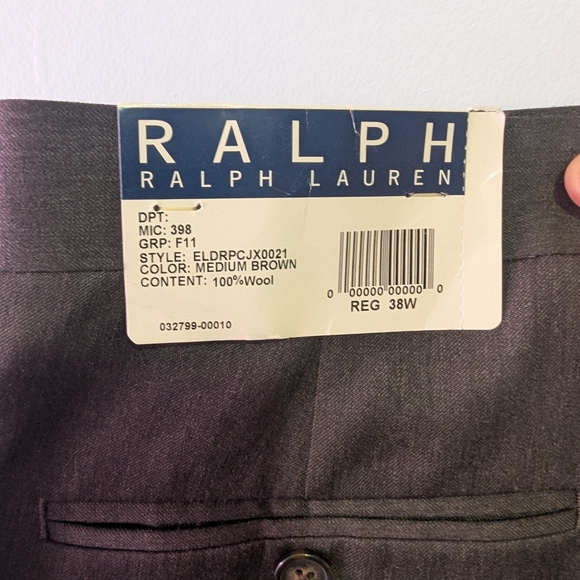 RALPH
RALPH LAUREN
DPT:
MIC: 398
GRP: F11
STYLE: ELDRPCJX0021
COLOR: MEDIUM BROWN
CONTENT: 100%Wool
0 00000 00000 0
REG 38W
032799-00010